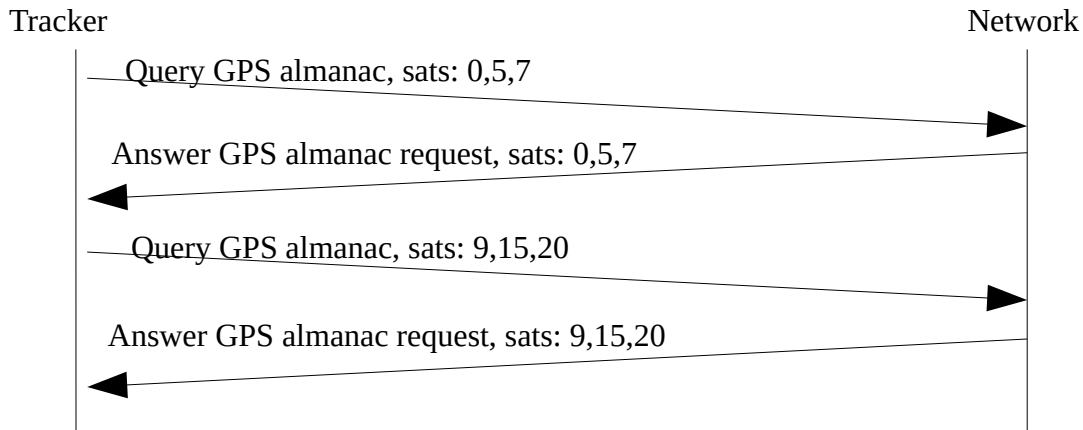 Tracker
Network
Query GPS almanac, sats: 0,5,7
Answer GPS almanac request, sats: 0,5,7
Query GPS almanac, sats: 9,15,20
Answer GPS almanac request, sats: 9,15,20